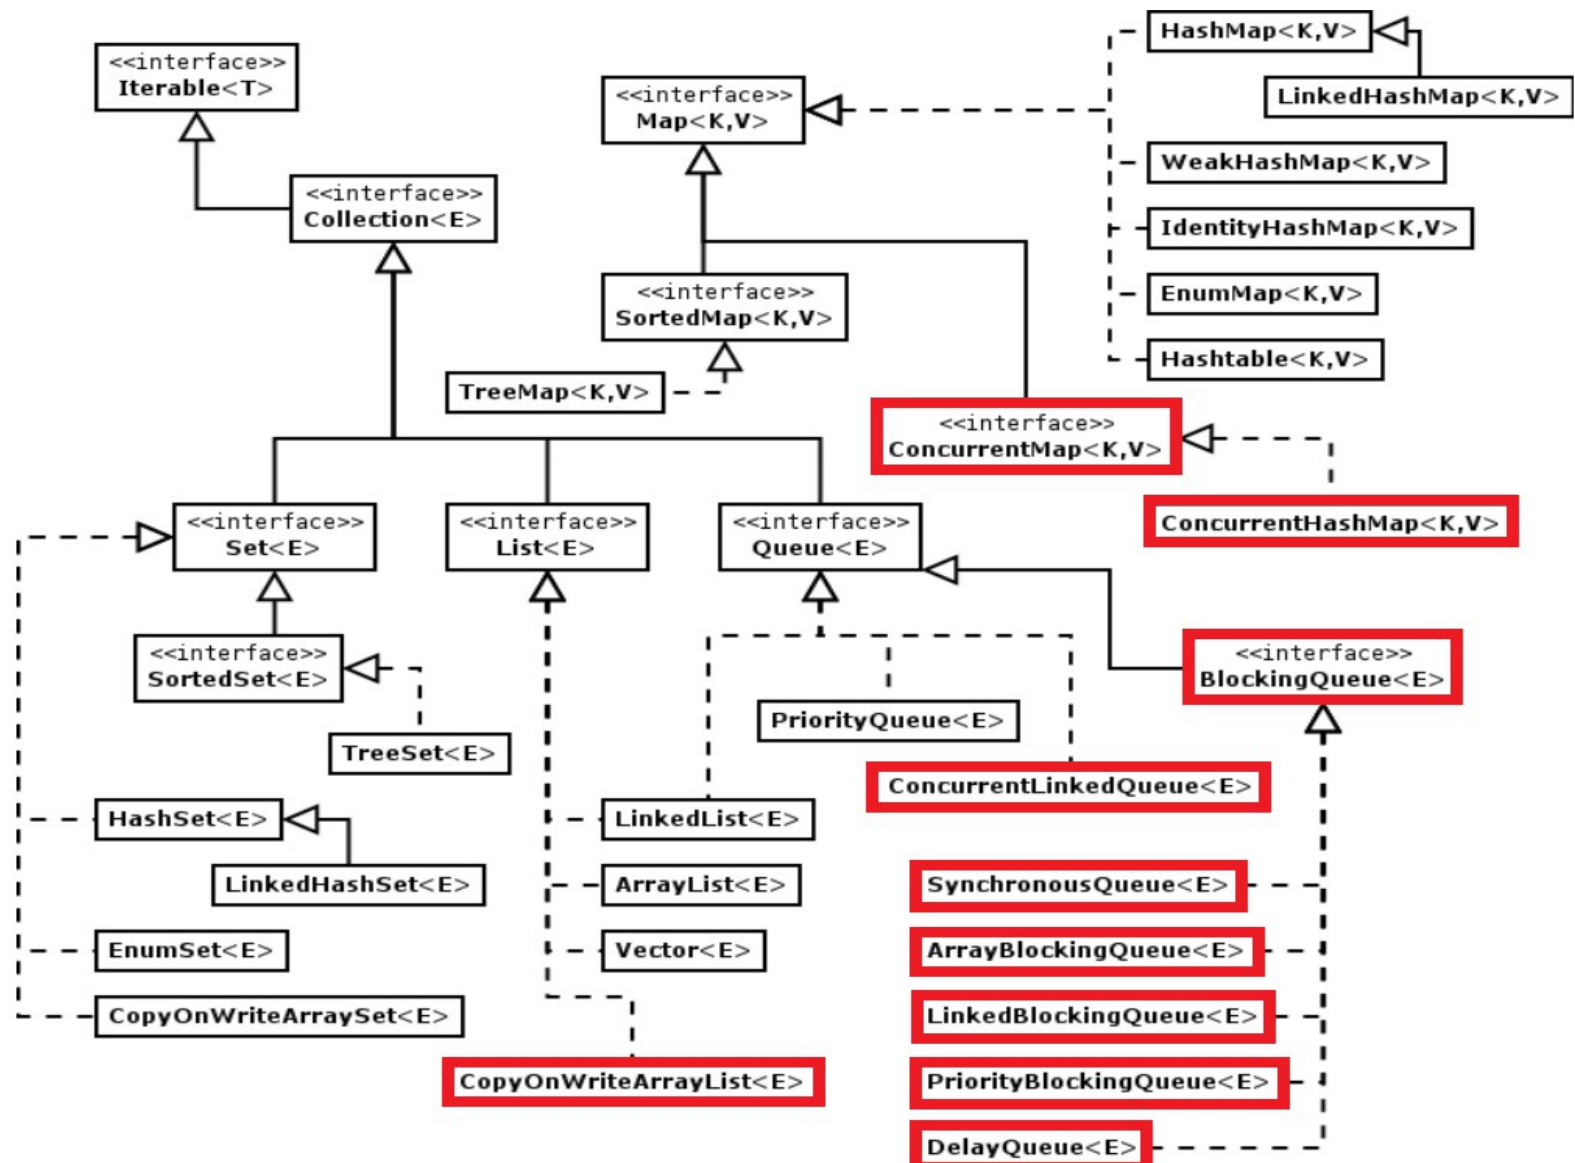 HashMap<K,V>
<<interface>>
Iterable<T>
<<interface>>
Map<K,V>
LinkedHashMap<K,V>
WeakHashMap<K,V>
<<interface>>
Collection<E>
IdentityHashMap<K,V>
<<interface>>
SortedMap<K,V>
EnumMap<K,V>
Hashtable<K,V>
TreeMap<K,V>
<<interface>>
ConcurrentMap<K,V>
ConcurrentHashMap<K,V>
<<interface>>
Set<E>
<<interface>>
List<E>
<<interface>>
Queue<E>
<<interface>>
SortedSet<E>
<<interface>>
BlockingQueue<E>
PriorityQueue<E>
TreeSet<E>
ConcurrentLinkedQueue<E>
HashSet<E>
LinkedList<E>
LinkedHashSet<E>
ArrayList<E>
SynchronousQueue<E>
EnumSet<E>
Vector<E>
ArrayBlockingQueue<E>
CopyOnWriteArraySet<E>
LinkedBlockingQueue<E>
CopyOnWriteArrayList<E>
PriorityBlockingQueue<E>
DelayQueue<E>